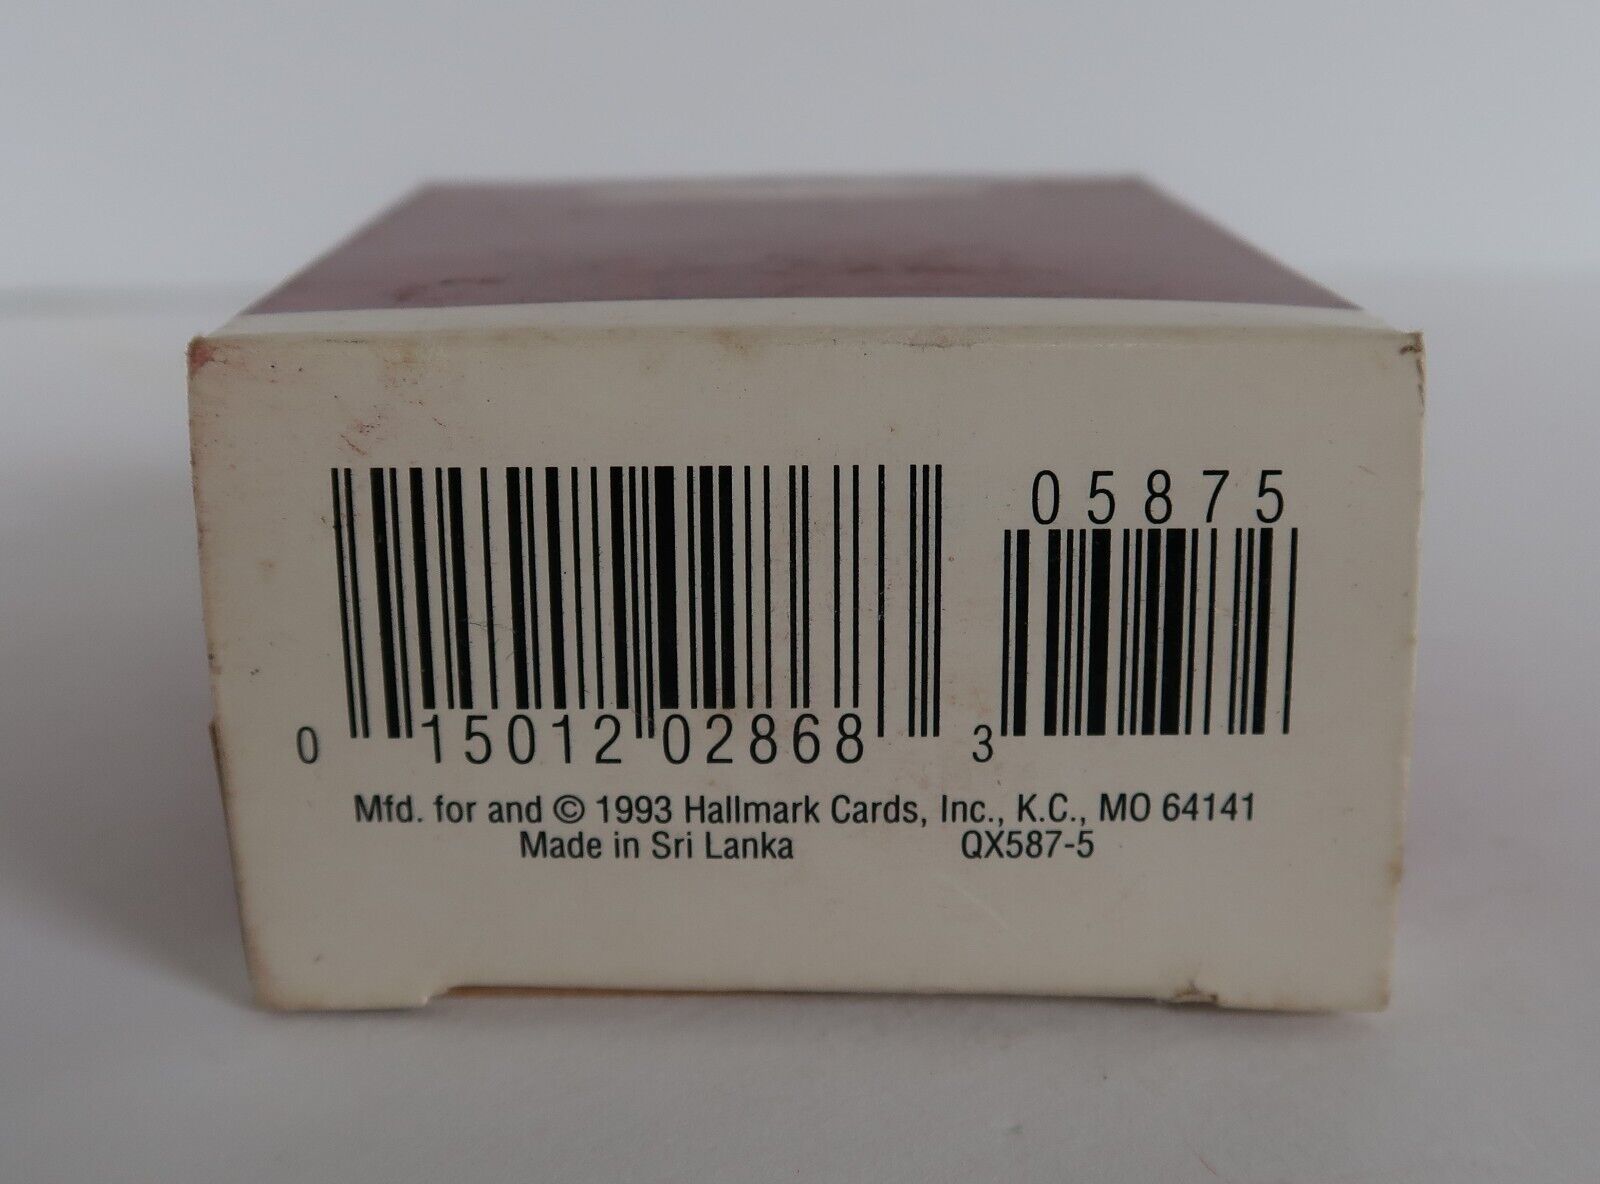 05875
0 15012 02868 3
Mfd. for and © 1993 Hallmark Cards, Inc., K.C., MO 64141
Made in Sri Lanka QX587-5